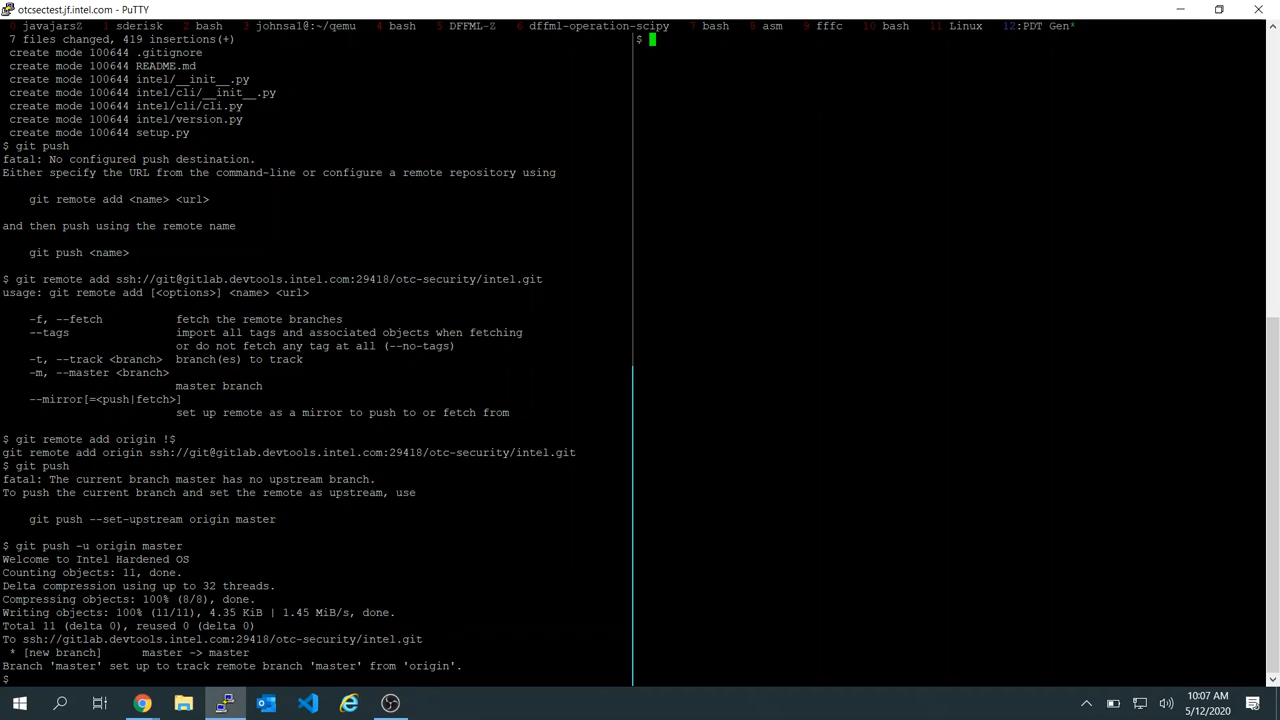 otcsectest.jf.intel.com - PuTTY
0 javajarsZ 1 sderisk 2 bash 3 johnsa1@:~/qemu 4 bash 5 DFFML-Z 6 dffml-operation-scipy 7 bash 8 asm 9 fffc 10 bash 11 Linux 12:PDT Gen*
7 files changed, 419 insertions(+)
create mode 100644 .gitignore
create mode 100644 README.md
create mode 100644 intel/__init__.py
create mode 100644 intel/cli/__init__.py
create mode 100644 intel/cli/cli.py
create mode 100644 intel/version.py
create mode 100644 setup.py
$ git push
fatal: No configured push destination.
Either specify the URL from the command-line or configure a remote repository using
git remote add <name> <url>
and then push using the remote name
git push <name>
$ git remote add ssh://git@gitlab.devtools.intel.com:29418/otc-security/intel.git
usage: git remote add [<options>] <name> <url>
-f, --fetch fetch the remote branches
--tags import all tags and associated objects when fetching
or do not fetch any tag at all (--no-tags)
-t, --track <branch> branch(es) to track
-m, --master <branch>
master branch
--mirror[=<push|fetch>]
set up remote as a mirror to push to or fetch from
$ git remote add origin !$
git remote add origin ssh://git@gitlab.devtools.intel.com:29418/otc-security/intel.git
$ git push
fatal: The current branch master has no upstream branch.
To push the current branch and set the remote as upstream, use
git push --set-upstream origin master
$ git push -u origin master
Welcome to Intel Hardened OS
Counting objects: 11, done.
Delta compression using up to 32 threads.
Compressing objects: 100% (8/8), done.
Writing objects: 100% (11/11), 4.35 KiB | 1.45 MiB/s, done.
Total 11 (delta 0), reused 0 (delta 0)
To ssh://gitlab.devtools.intel.com:29418/otc-security/intel.git
* [new branch] master -> master
Branch 'master' set up to track remote branch 'master' from 'origin'.
$
$
10:07 AM
5/12/2020